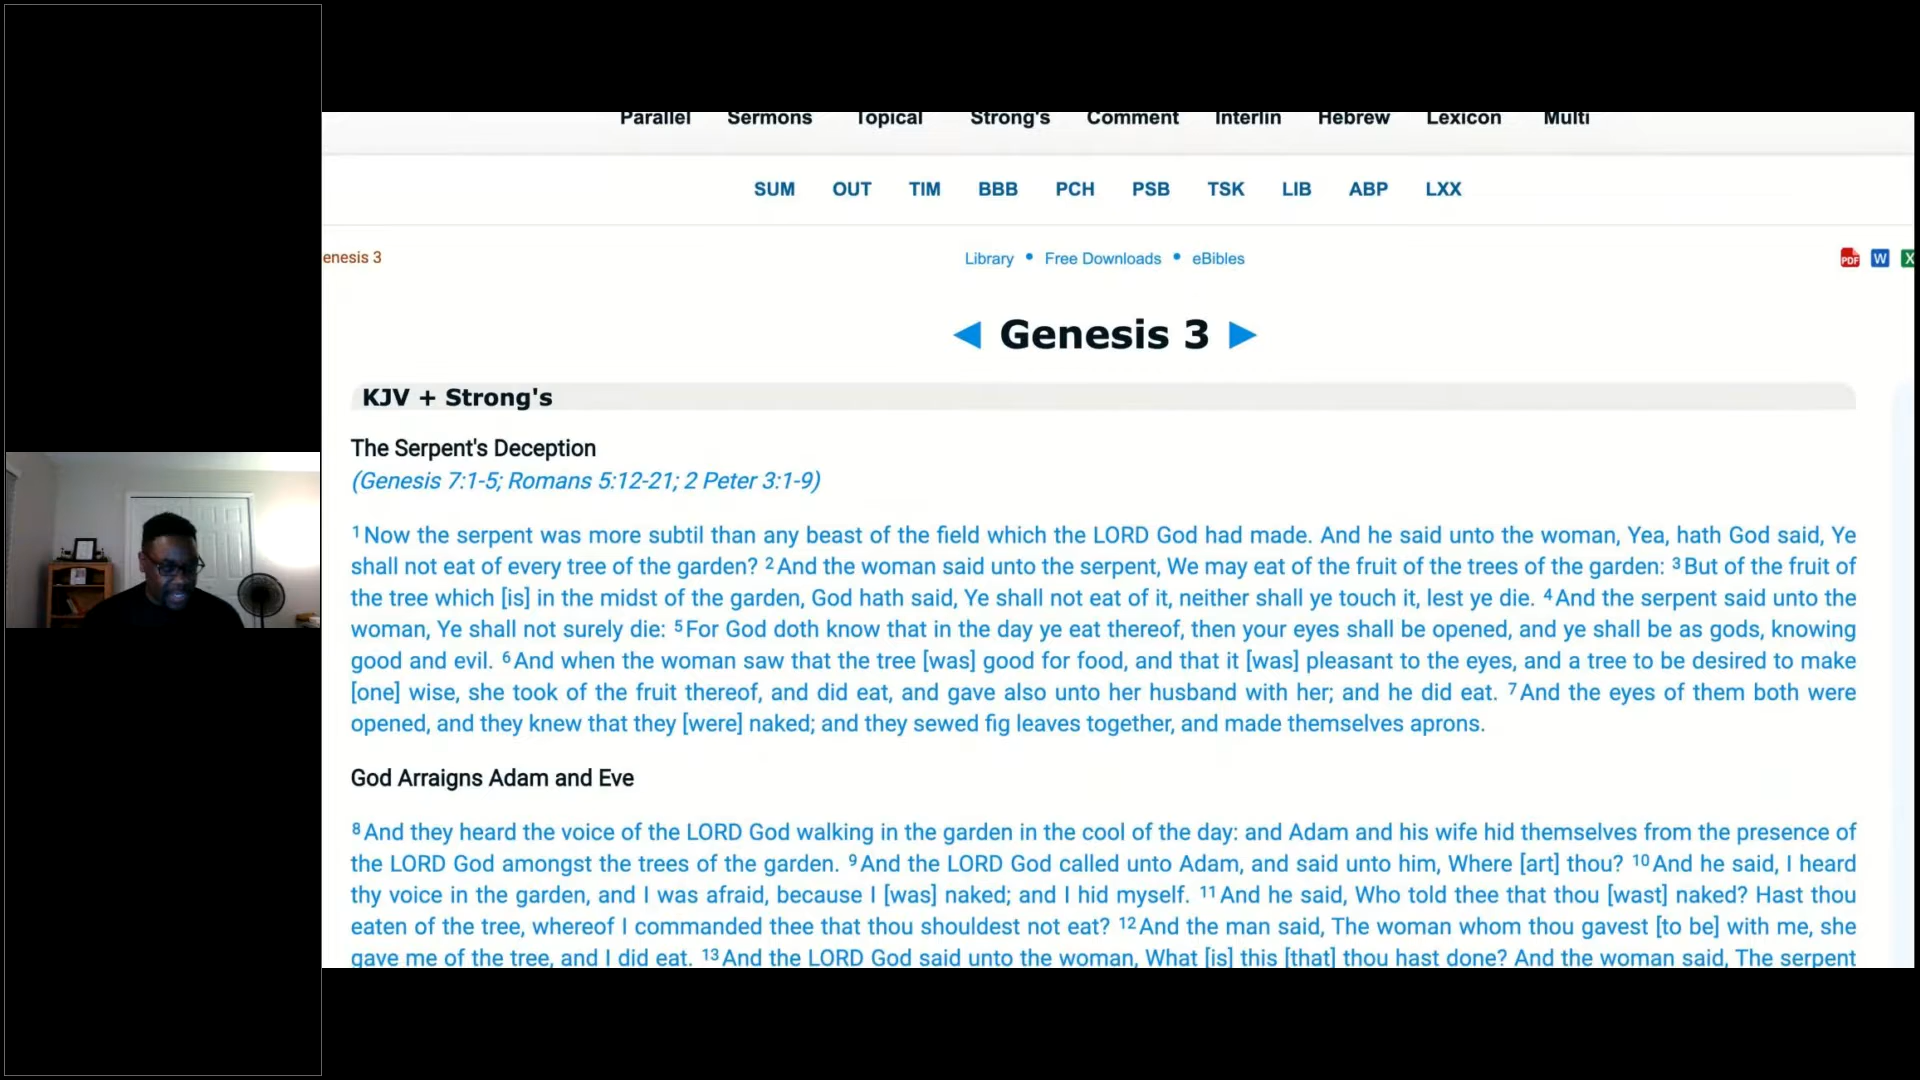 Parallel Sermons Topical Strong's Comment Interlin Hebrew Lexicon Multi
SUM OUT TIM BBB PCH PSB TSK LIB ABP LXX
enesis 3 Library • Free Downloads • eBibles PDF W X
◄ Genesis 3 ►
KJV + Strong's
The Serpent's Deception
(Genesis 7:1-5; Romans 5:12-21; 2 Peter 3:1-9)
1 Now the serpent was more subtil than any beast of the field which the LORD God had made. And he said unto the woman, Yea, hath God said, Ye
shall not eat of every tree of the garden? 2 And the woman said unto the serpent, We may eat of the fruit of the trees of the garden: 3 But of the fruit of
the tree which [is] in the midst of the garden, God hath said, Ye shall not eat of it, neither shall ye touch it, lest ye die. 4 And the serpent said unto the
woman, Ye shall not surely die: 5 For God doth know that in the day ye eat thereof, then your eyes shall be opened, and ye shall be as gods, knowing
good and evil. 6 And when the woman saw that the tree [was] good for food, and that it [was] pleasant to the eyes, and a tree to be desired to make
[one] wise, she took of the fruit thereof, and did eat, and gave also unto her husband with her; and he did eat. 7 And the eyes of them both were
opened, and they knew that they [were] naked; and they sewed fig leaves together, and made themselves aprons.
God Arraigns Adam and Eve
8 And they heard the voice of the LORD God walking in the garden in the cool of the day: and Adam and his wife hid themselves from the presence of
the LORD God amongst the trees of the garden. 9 And the LORD God called unto Adam, and said unto him, Where [art] thou? 10 And he said, I heard
thy voice in the garden, and I was afraid, because I [was] naked; and I hid myself. 11 And he said, Who told thee that thou [wast] naked? Hast thou
eaten of the tree, whereof I commanded thee that thou shouldest not eat? 12 And the man said, The woman whom thou gavest [to be] with me, she
gave me of the tree, and I did eat. 13 And the LORD God said unto the woman, What [is] this [that] thou hast done? And the woman said, The serpent